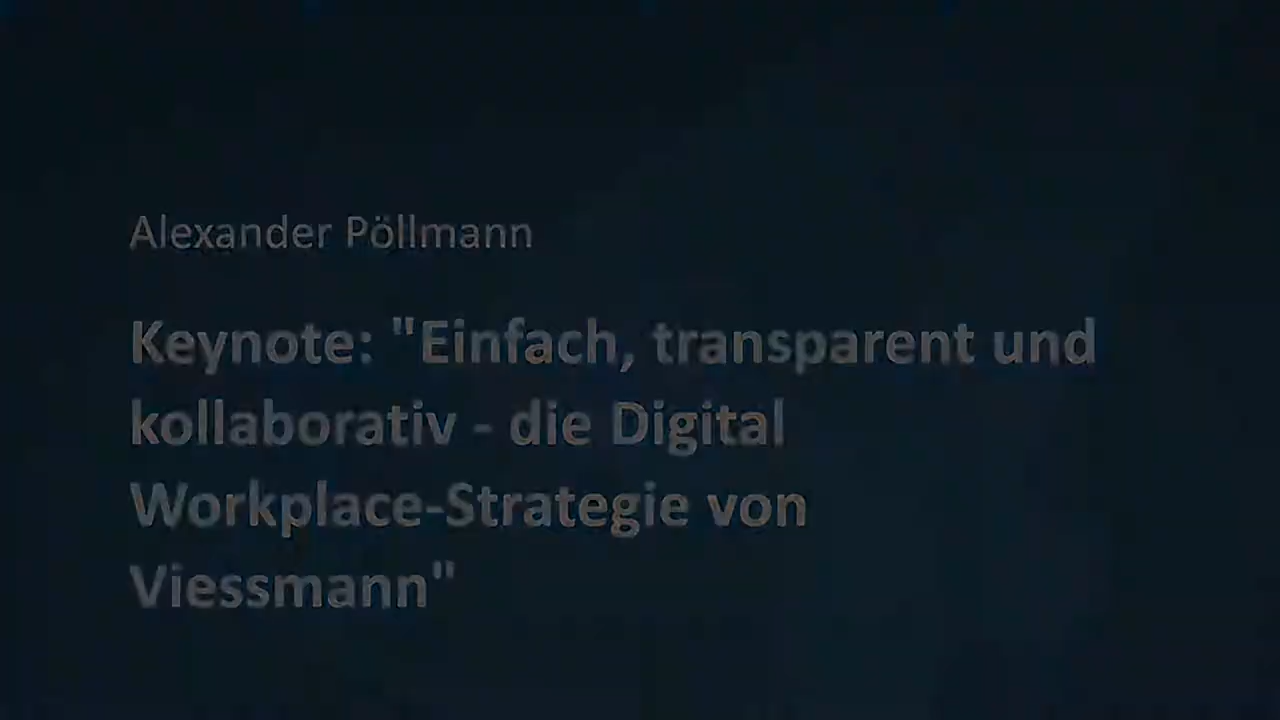 Alexander Pöllmann
Keynote: "Einfach, transparent und
kollaborativ - die Digital
Workplace-Strategie von
Viessmann"